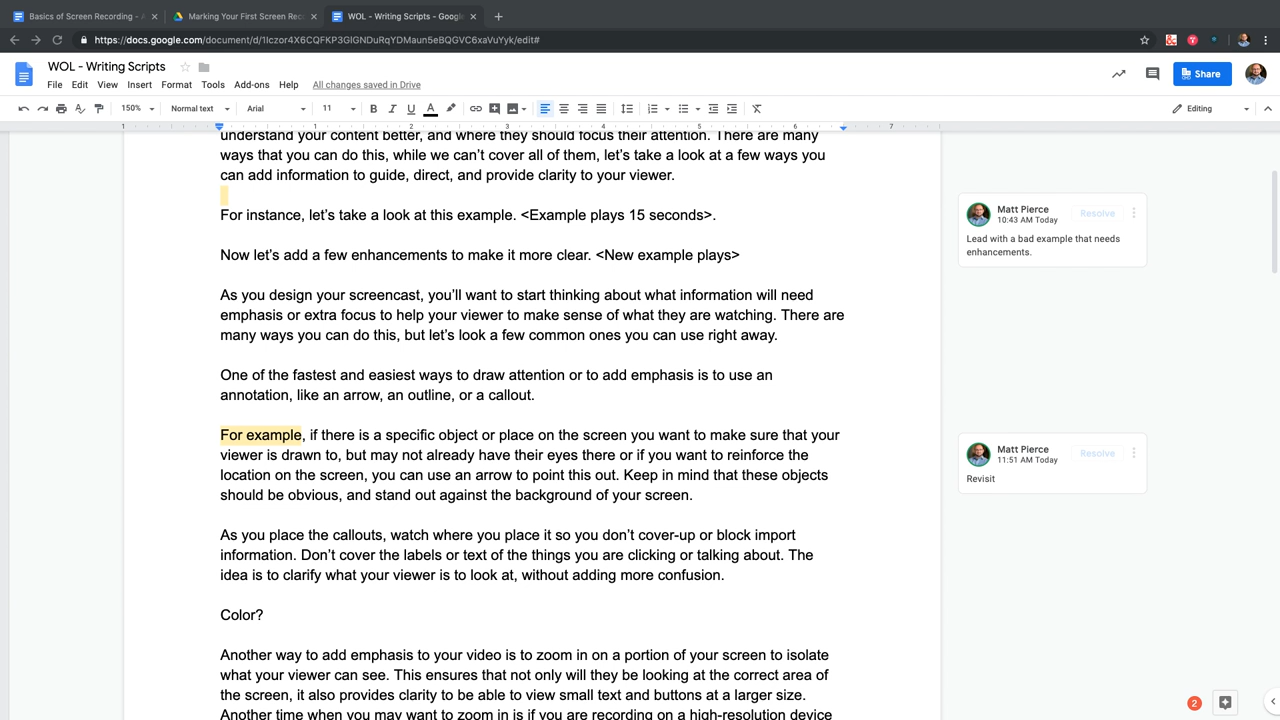 Basics of Screen Recording - A
Marking Your First Screen Rec
WOL - Writing Scripts - Google
https://docs.google.com/document/d/1Iczor4X6CQFKP3GlGNDuRqYDMaun5eBQGVC6xaVuYyk/edit#
WOL - Writing Scripts
File Edit View Insert Format Tools Add-ons Help All changes saved in Drive
Share
150% Normal text Arial 11 Editing
1 1 2 3 4 5 6 7
understand your content better, and where they should focus their attention. There are many
ways that you can do this, while we can't cover all of them, let's take a look at a few ways you
can add information to guide, direct, and provide clarity to your viewer.
For instance, let's take a look at this example. <Example plays 15 seconds>.
Now let's add a few enhancements to make it more clear. <New example plays>
As you design your screencast, you'll want to start thinking about what information will need
emphasis or extra focus to help your viewer to make sense of what they are watching. There are
many ways you can do this, but let's look a few common ones you can use right away.
One of the fastest and easiest ways to draw attention or to add emphasis is to use an
annotation, like an arrow, an outline, or a callout.
For example, if there is a specific object or place on the screen you want to make sure that your
viewer is drawn to, but may not already have their eyes there or if you want to reinforce the
location on the screen, you can use an arrow to point this out. Keep in mind that these objects
should be obvious, and stand out against the background of your screen.
As you place the callouts, watch where you place it so you don't cover-up or block import
information. Don't cover the labels or text of the things you are clicking or talking about. The
idea is to clarify what your viewer is to look at, without adding more confusion.
Color?
Another way to add emphasis to your video is to zoom in on a portion of your screen to isolate
what your viewer can see. This ensures that not only will they be looking at the correct area of
the screen, it also provides clarity to be able to view small text and buttons at a larger size.
Another time when you may want to zoom in is if you are recording on a high-resolution device
Matt Pierce
Resolve
10:43 AM Today
Lead with a bad example that needs
enhancements.
Matt Pierce
Resolve
11:51 AM Today
Revisit
2